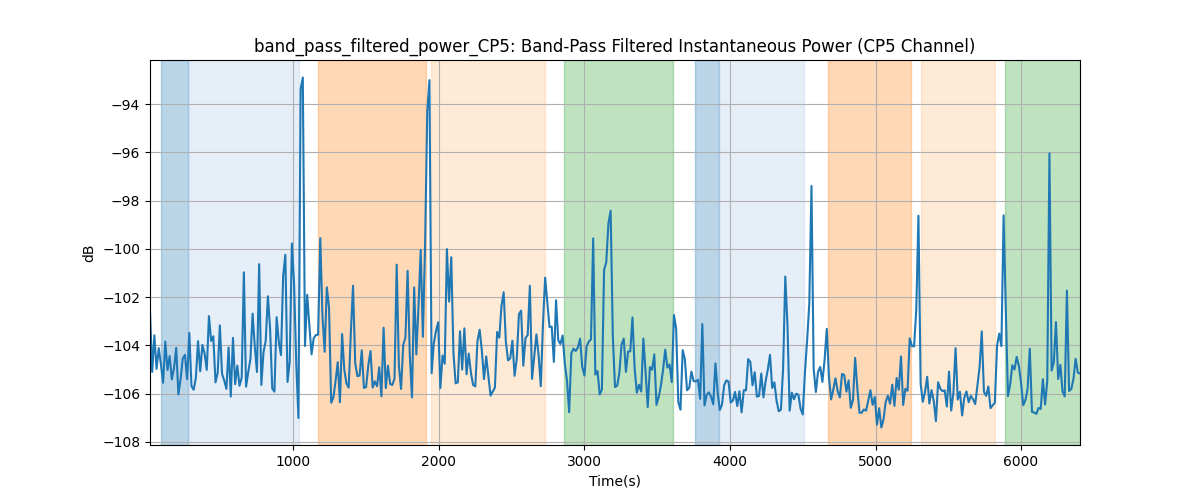 band_pass_filtered_power_CP5: Band-Pass Filtered Instantaneous Power (CP5 Channel)
dB
−94
−96
−98
−100
−102
−104
−106
−108
1000 2000 3000 4000 5000 6000
Time(s)